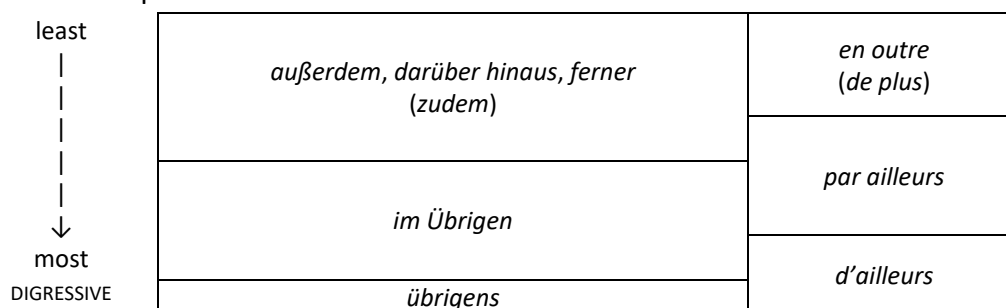 least
außerdem, darüber hinaus, ferner
(zudem)
en outre
(de plus)
par ailleurs
im Übrigen
most
DIGRESSIVE
d'ailleurs
übrigens